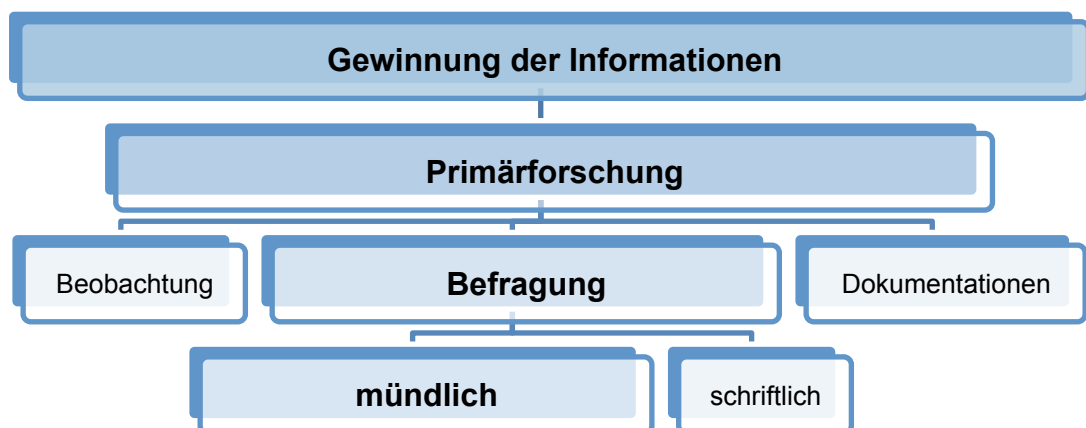 Gewinnung der Informationen
Primärforschung
Beobachtung
Befragung
Dokumentationen
mündlich
schriftlich